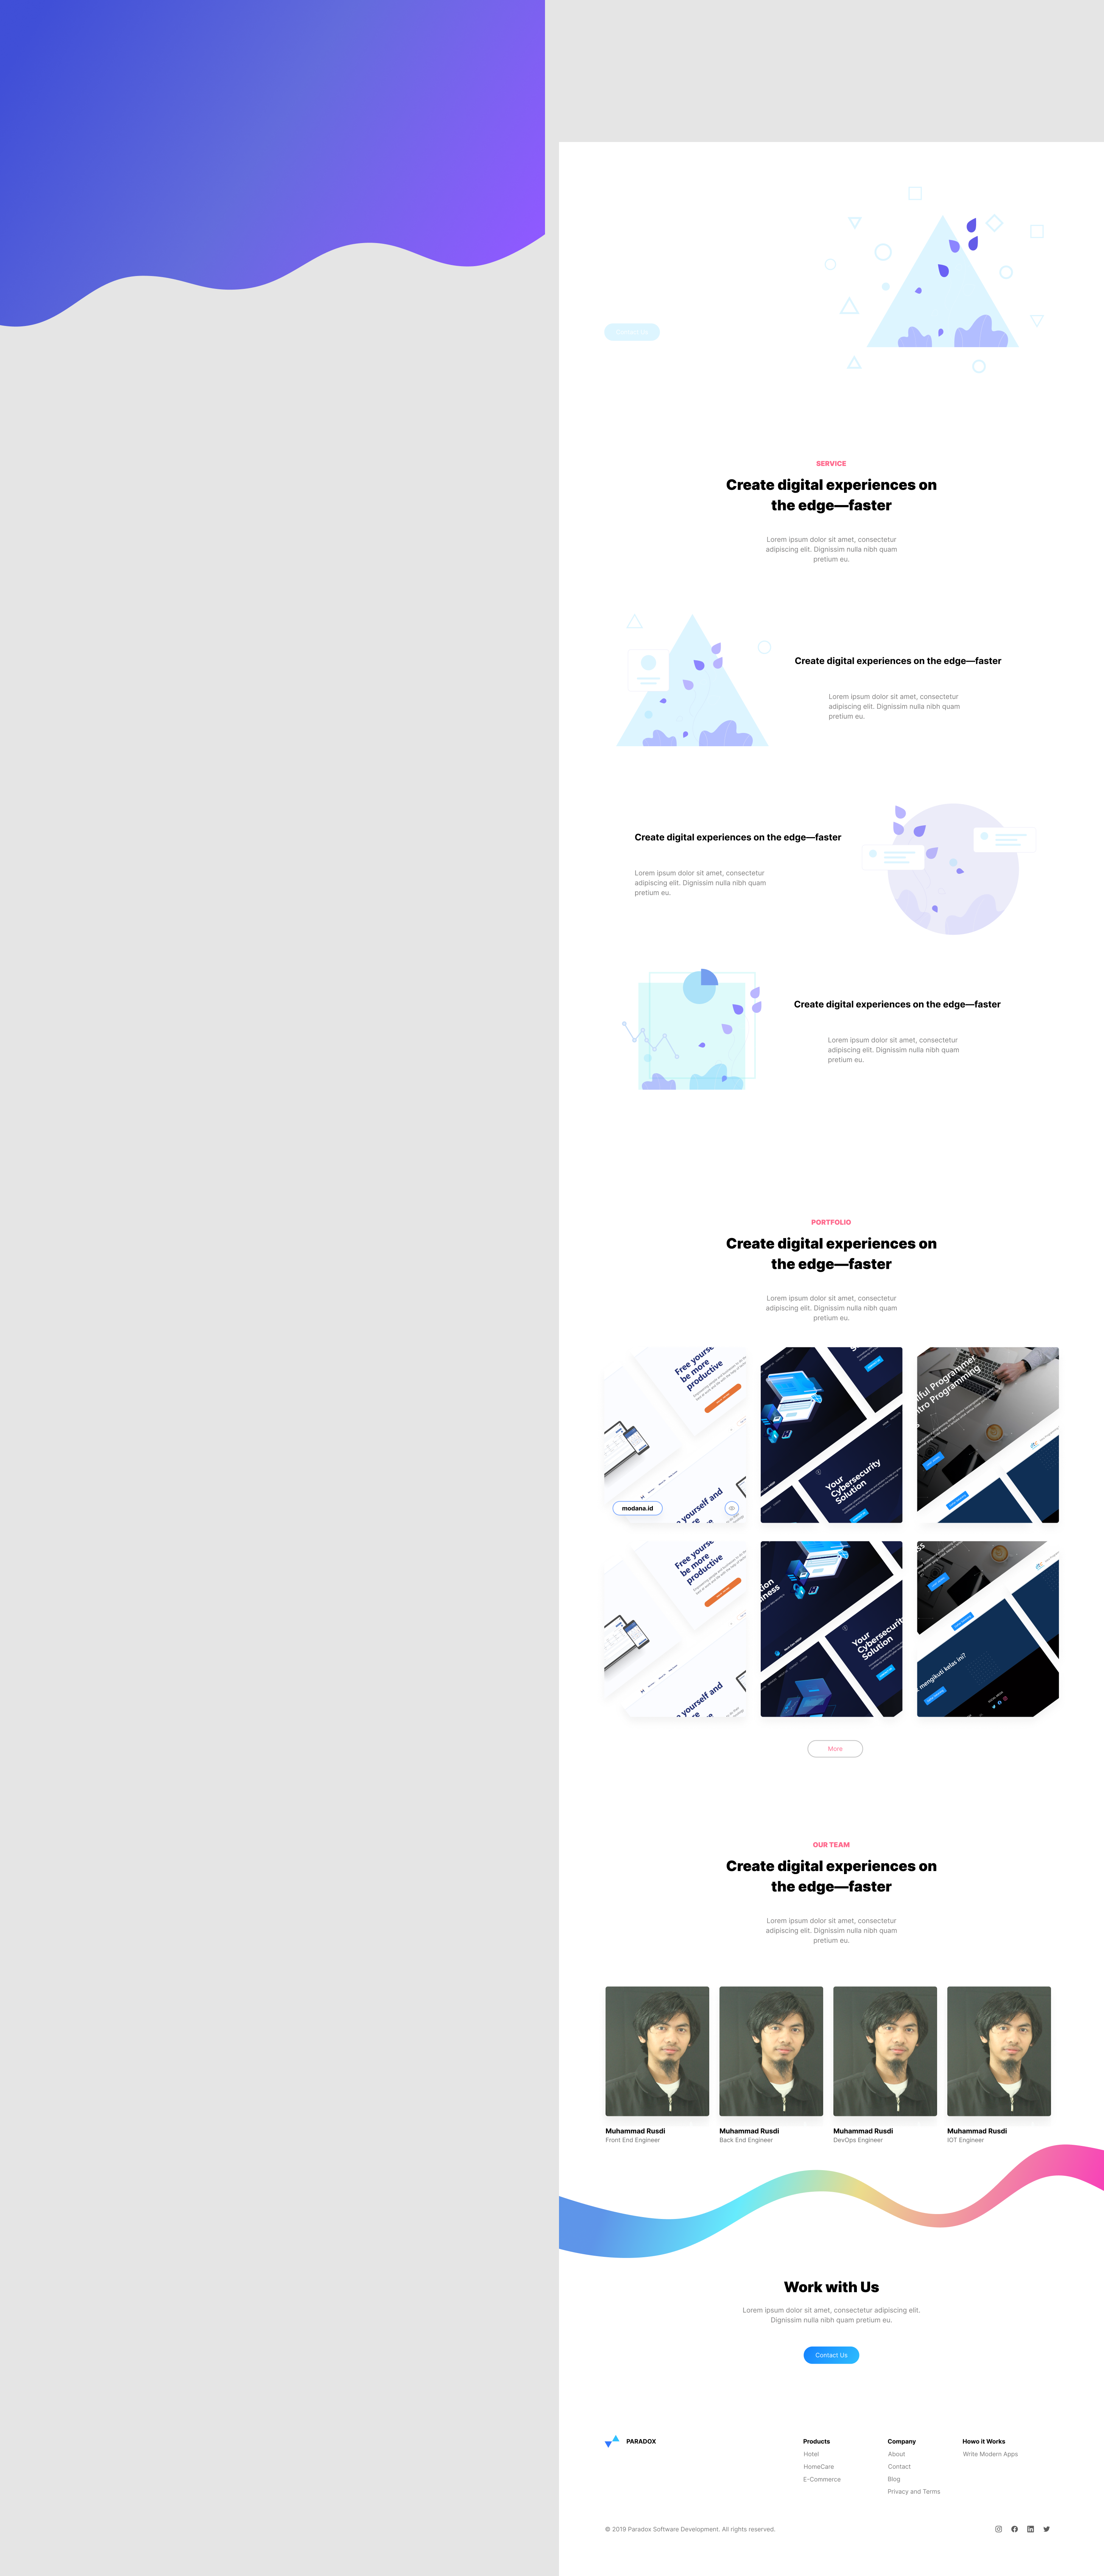 SERVICE
Create digital experiences on
the edge—faster
Lorem ipsum dolor sit amet, consectetur
adipiscing elit. Dignissim nulla nibh quam
pretium eu.
Create digital experiences on the edge—faster
Lorem ipsum dolor sit amet, consectetur
adipiscing elit. Dignissim nulla nibh quam
pretium eu.
Create digital experiences on the edge—faster
Lorem ipsum dolor sit amet, consectetur
adipiscing elit. Dignissim nulla nibh quam
pretium eu.
Create digital experiences on the edge—faster
Lorem ipsum dolor sit amet, consectetur
adipiscing elit. Dignissim nulla nibh quam
pretium eu.
PORTFOLIO
Create digital experiences on
the edge—faster
Lorem ipsum dolor sit amet, consectetur
adipiscing elit. Dignissim nulla nibh quam
pretium eu.
Free yourse
be more
productive
yourself and
modana.id
Your
Cybersecurity
Solution
lful Programmer
tro Programming
Free yourse
be more
productive
yourself and
Your
Cybersecurity
Solution
mengikuti kelas ini?
More
OUR TEAM
Create digital experiences on
the edge—faster
Lorem ipsum dolor sit amet, consectetur
adipiscing elit. Dignissim nulla nibh quam
pretium eu.
Muhammad Rusdi
Front End Engineer
Muhammad Rusdi
Back End Engineer
Muhammad Rusdi
DevOps Engineer
Muhammad Rusdi
IOT Engineer
Work with Us
Lorem ipsum dolor sit amet, consectetur adipiscing elit.
Dignissim nulla nibh quam pretium eu.
Contact Us
PARADOX
Products
Hotel
HomeCare
E-Commerce
Company
About
Contact
Blog
Privacy and Terms
Howo it Works
Write Modern Apps
© 2019 Paradox Software Development. All rights reserved.